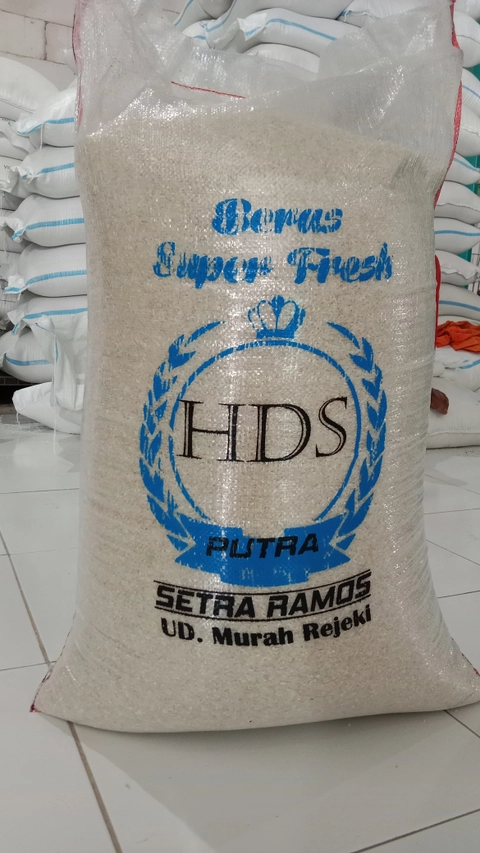 Beras
Super Fresh
HDS
PUTRA
SETRA RAMOS
UD. Murah Rejeki